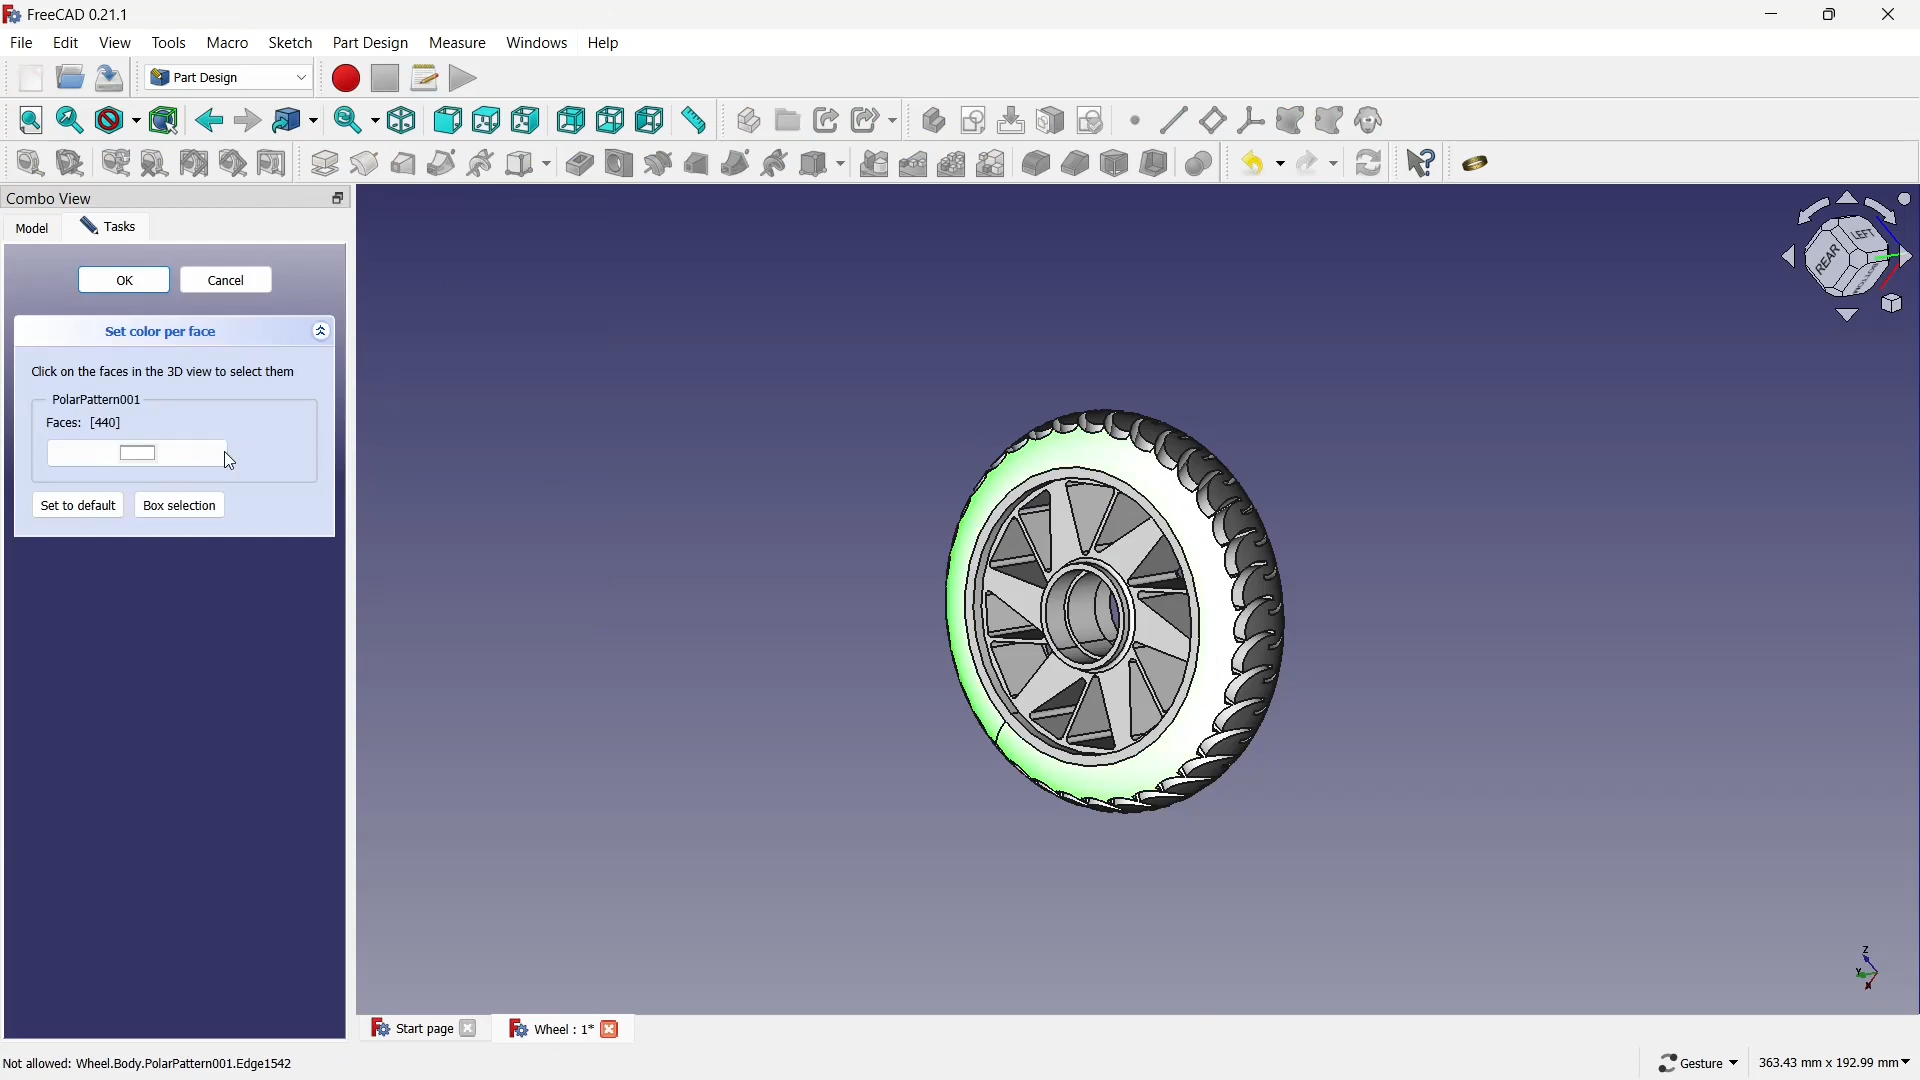 FreeCAD 0.21.1
File Edit View Tools Macro Sketch Part Design Measure Windows Help
Part Design
Combo View
Model Tasks
OK Cancel
Set color per face
Click on the faces in the 3D view to select them
PolarPattern001
Faces: [440]
Set to default Box selection
REAR LEFT
Z
Y
X
Start page Wheel : 1*
Not allowed: Wheel.Body.PolarPattern001.Edge1542
Gesture 363.43 mm x 192.99 mm